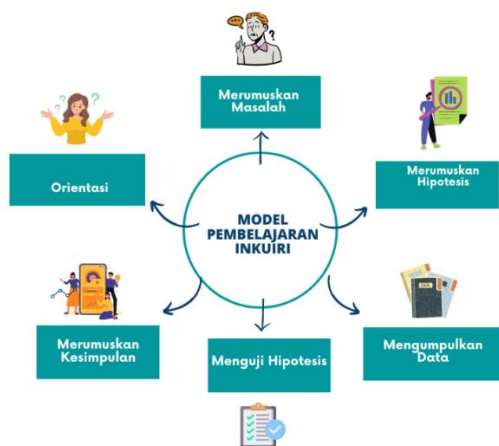 Merumuskan
Masalah
Orientasi
Merumuskan
Hipotesis
MODEL
PEMBELAJARAN
INKUIRI
Merumuskan
Kesimpulan
Menguji Hipotesis
Mengumpulkan
Data